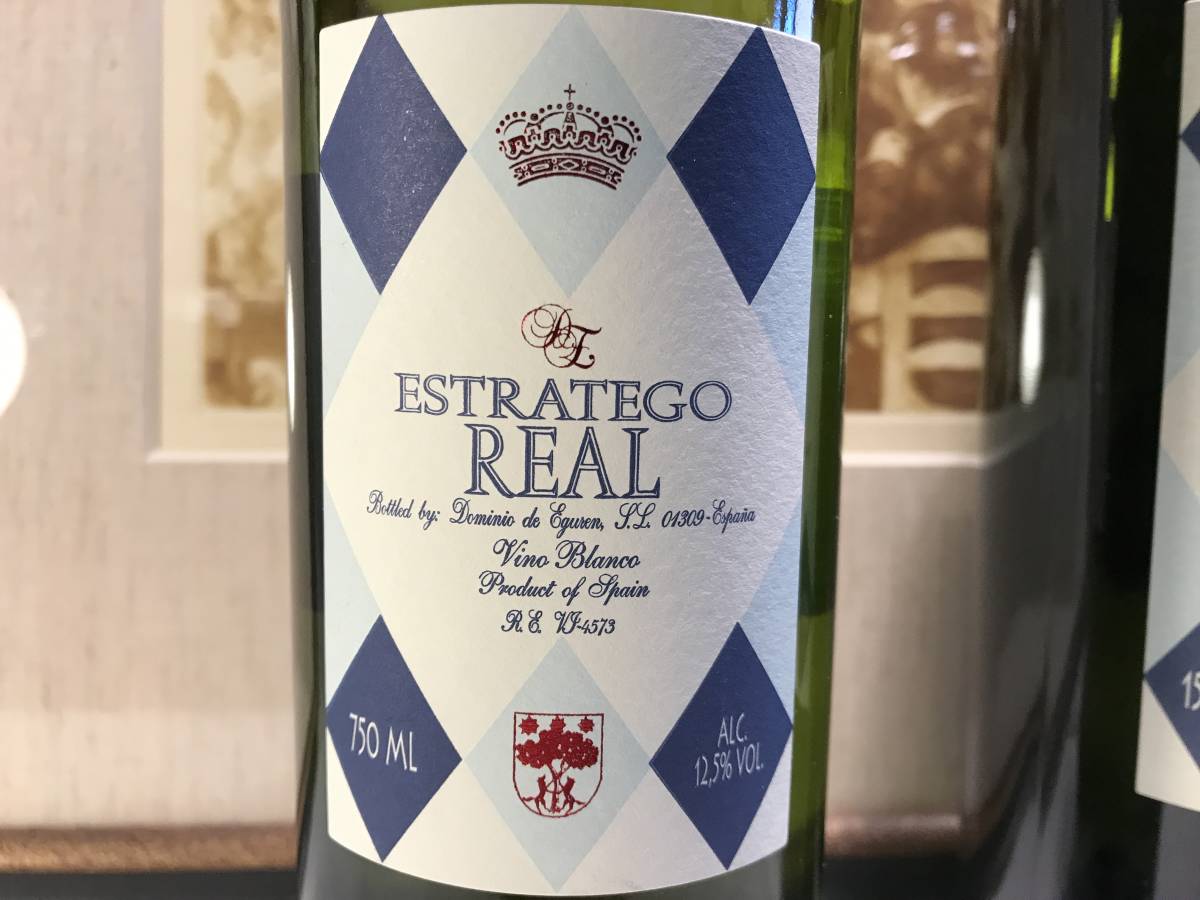 DE
ESTRATEGO
REAL
Bottled by: Dominio de Eguren, S.L. 01309-España
Vino Blanco
Product of Spain
R.E. VI-4573
750 ML
ALC.
12,5% VOL.
15